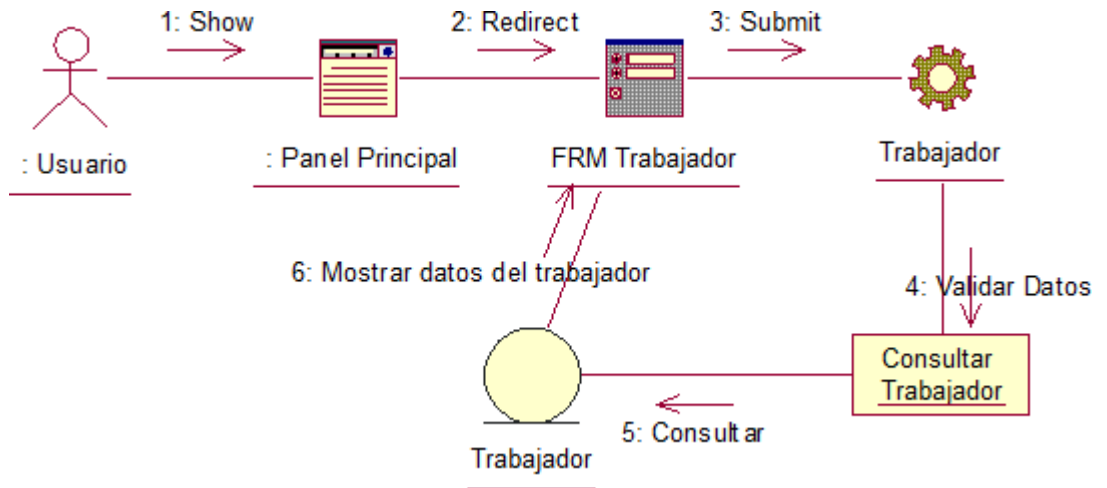 1: Show
2: Redirect
3: Submit
: Usuario
: Panel Principal
FRM Trabajador
Trabajador
6: Mostrar datos del trabajador
4: Validar Datos
Consultar
Trabajador
5: Consultar
Trabajador